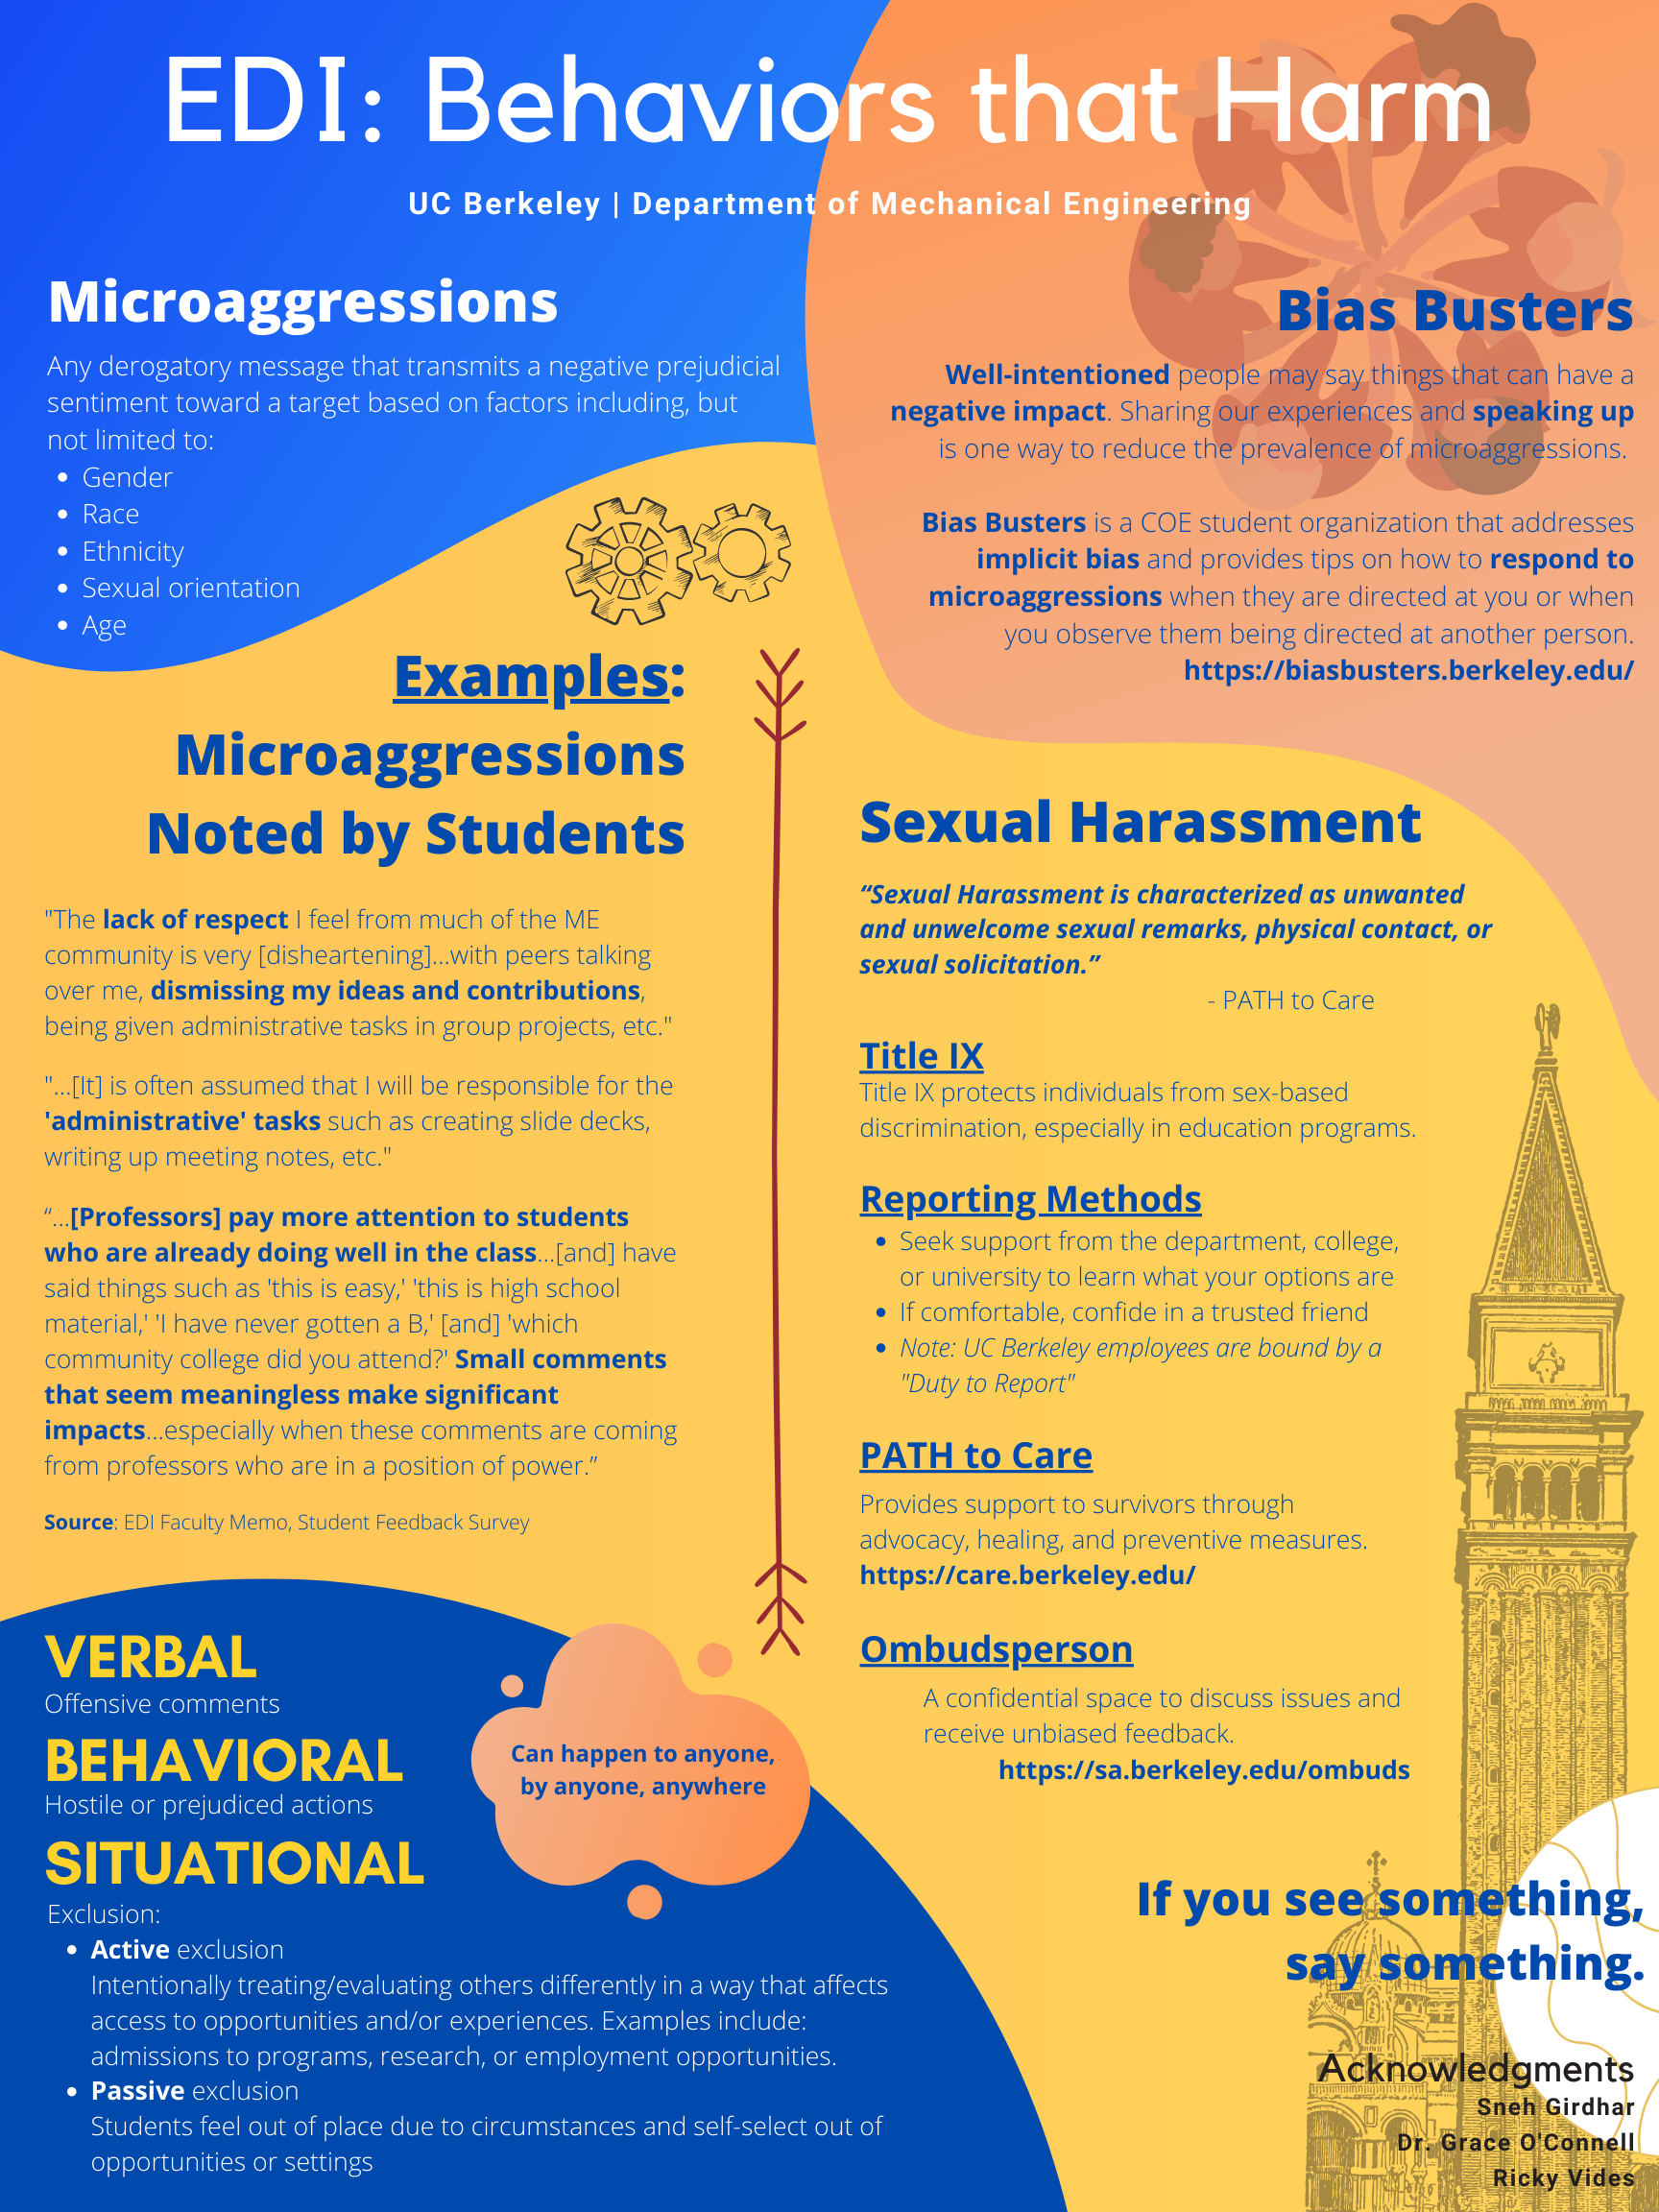 EDI: Behaviors that Harm
UC Berkeley | Department of Mechanical Engineering
Microaggressions
Any derogatory message that transmits a negative prejudicial
sentiment toward a target based on factors including, but
not limited to:
• Gender
• Race
• Ethnicity
• Sexual orientation
• Age
Bias Busters
Well-intentioned people may say things that can have a
negative impact. Sharing our experiences and speaking up
is one way to reduce the prevalence of microaggressions.
Bias Busters is a COE student organization that addresses
implicit bias and provides tips on how to respond to
microaggressions when they are directed at you or when
you observe them being directed at another person.
https://biasbusters.berkeley.edu/
Examples:
Microaggressions
Noted by Students
"The lack of respect I feel from much of the ME
community is very [disheartening]...with peers talking
over me, dismissing my ideas and contributions,
being given administrative tasks in group projects, etc."
"...[It] is often assumed that I will be responsible for the
'administrative' tasks such as creating slide decks,
writing up meeting notes, etc."
“...[Professors] pay more attention to students
who are already doing well in the class...[and] have
said things such as 'this is easy,' 'this is high school
material,' 'I have never gotten a B,' [and] 'which
community college did you attend?' Small comments
that seem meaningless make significant
impacts...especially when these comments are coming
from professors who are in a position of power.”
Source: EDI Faculty Memo, Student Feedback Survey
Sexual Harassment
“Sexual Harassment is characterized as unwanted
and unwelcome sexual remarks, physical contact, or
sexual solicitation.”
- PATH to Care
Title IX
Title IX protects individuals from sex-based
discrimination, especially in education programs.
Reporting Methods
• Seek support from the department, college,
or university to learn what your options are
• If comfortable, confide in a trusted friend
• Note: UC Berkeley employees are bound by a
"Duty to Report"
PATH to Care
Provides support to survivors through
advocacy, healing, and preventive measures.
https://care.berkeley.edu/
Ombudsperson
A confidential space to discuss issues and
receive unbiased feedback.
https://sa.berkeley.edu/ombuds
VERBAL
Offensive comments
BEHAVIORAL
Hostile or prejudiced actions
SITUATIONAL
Exclusion:
• Active exclusion
Intentionally treating/evaluating others differently in a way that affects
access to opportunities and/or experiences. Examples include:
admissions to programs, research, or employment opportunities.
• Passive exclusion
Students feel out of place due to circumstances and self-select out of
opportunities or settings
Can happen to anyone,
by anyone, anywhere
If you see something,
say something.
Acknowledgments
Sneh Girdhar
Dr. Grace O'Connell
Ricky Vides